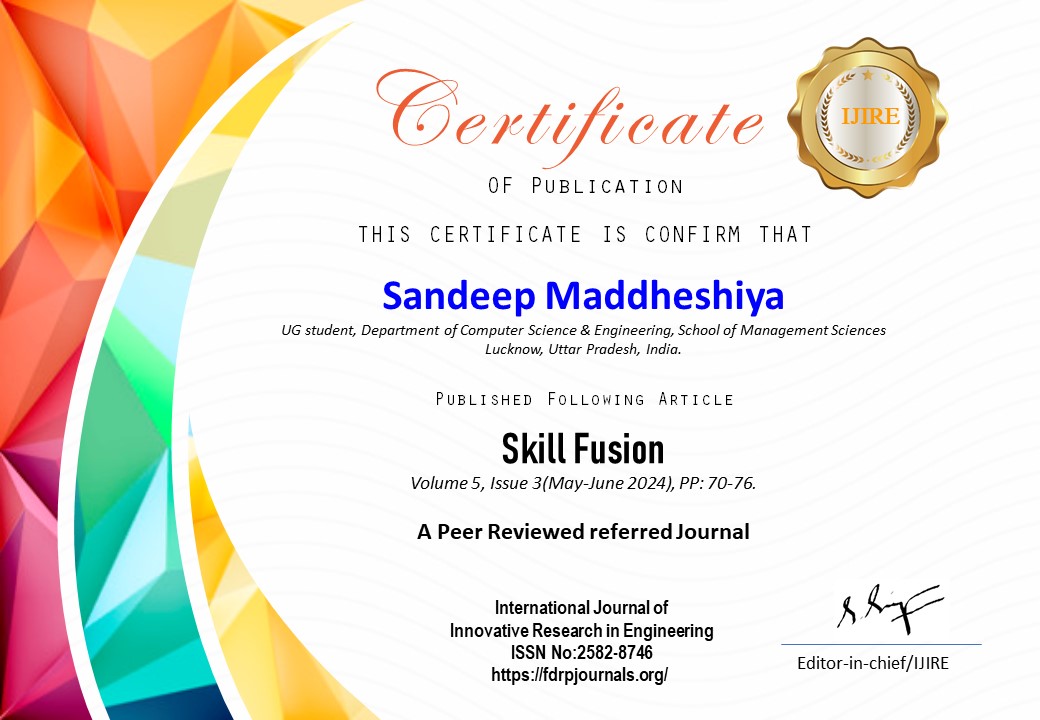 Certificate
IJIRE
OF PUBLICATION
THIS CERTIFICATE IS CONFIRM THAT
Sandeep Maddheshiya
UG student, Department of Computer Science & Engineering, School of Management Sciences
Lucknow, Uttar Pradesh, India.
PUBLISHED FOLLOWING ARTICLE
Skill Fusion
Volume 5, Issue 3(May-June 2024), PP: 70-76.
A Peer Reviewed referred Journal
International Journal of
Innovative Research in Engineering
ISSN No:2582-8746
https://fdrpjournals.org/
Editor-in-chief/IJIRE